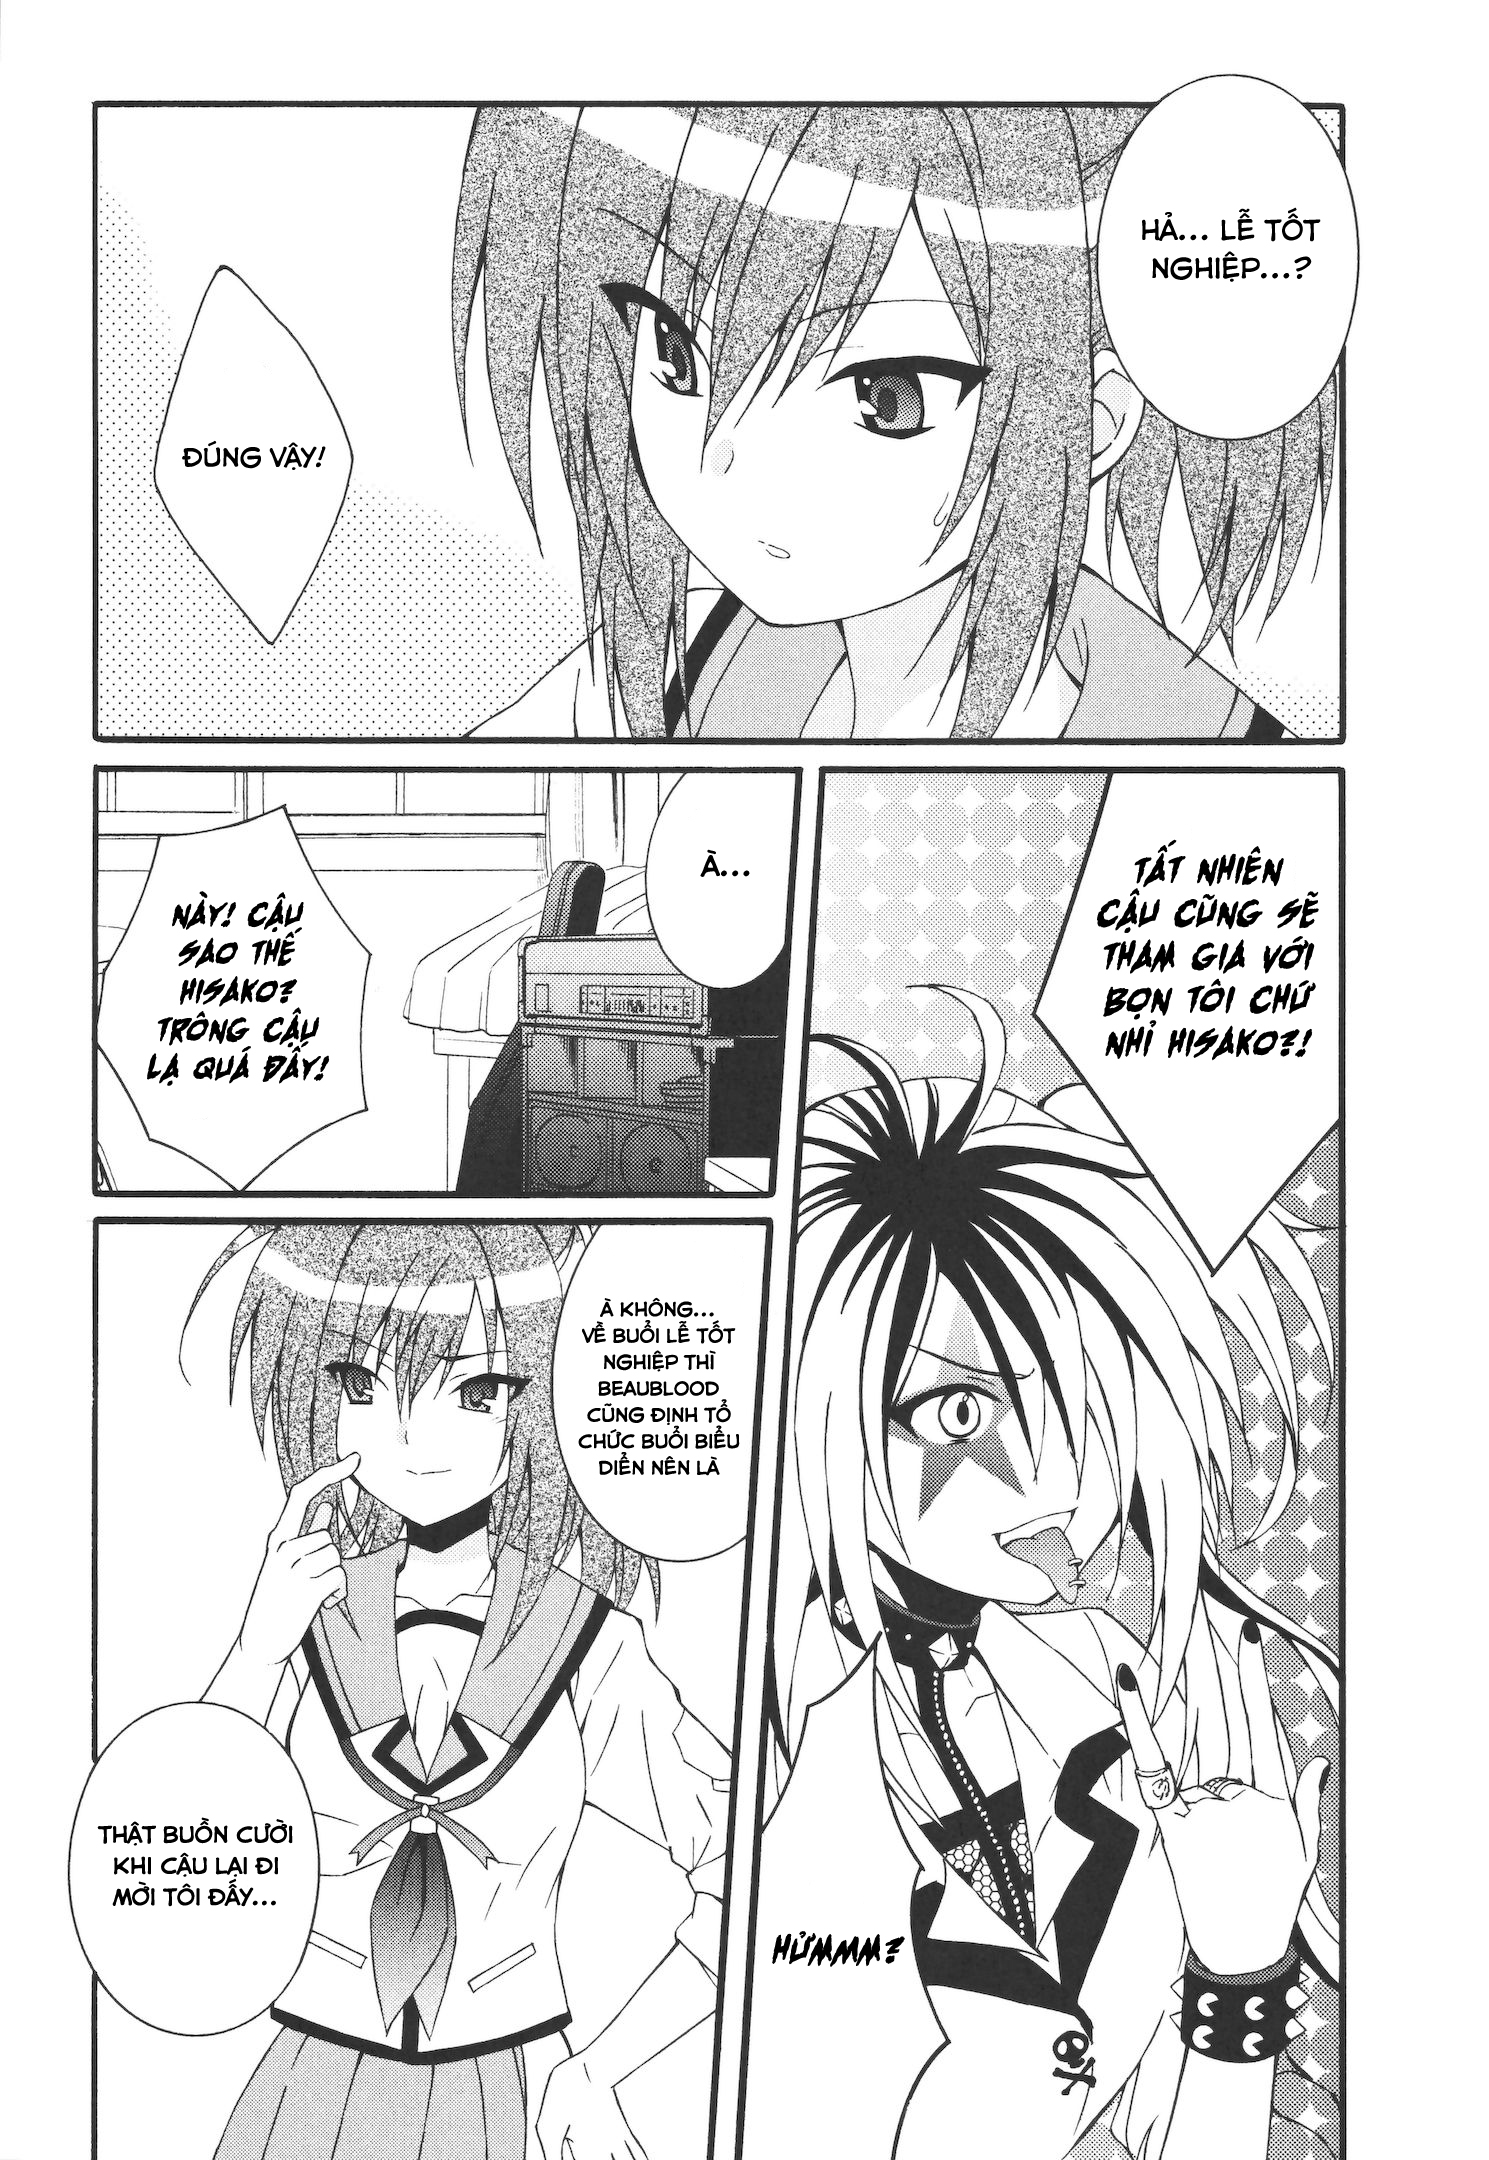 HẢ... LỄ TỐT
NGHIỆP...?
ĐÚNG VẬY!
TẤT NHIÊN
CẬU CŨNG SẼ
THAM GIA VỚI
BỌN TÔI CHỨ
NHỈ HISAKO?!
À...
NÀY! CẬU
SAO THẾ
HISAKO?
TRÔNG CẬU
LẠ QUÁ ĐẤY!
À KHÔNG...
VỀ BUỔI LỄ TỐT
NGHIỆP THÌ
BEAUBLOOD
CŨNG ĐỊNH TỔ
CHỨC BUỔI BIỂU
DIỂN NÊN LÀ
THẬT BUỒN CƯỜI
KHI CẬU LẠI ĐI
MỜI TÔI ĐẤY...
HỬMMM?